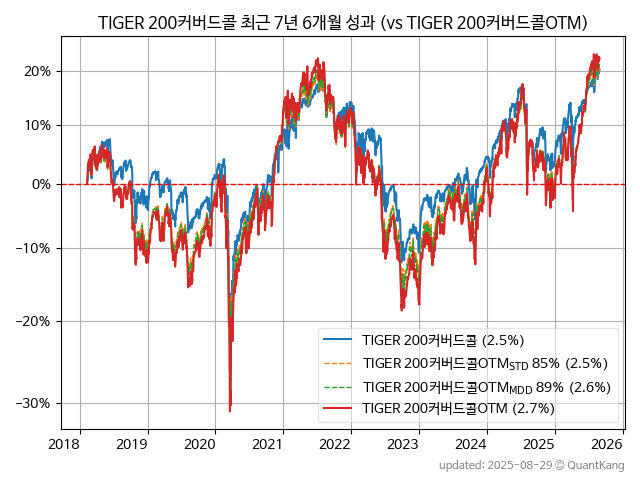 TIGER 200커버드콜 최근 7년 6개월 성과 (vs TIGER 200커버드콜OTM)
20%
10%
0%
−10%
−20%
−30%
TIGER 200커버드콜 (2.5%)
TIGER 200커버드콜OTM_STD 85% (2.5%)
TIGER 200커버드콜OTM_MDD 89% (2.6%)
TIGER 200커버드콜OTM (2.7%)
2018 2019 2020 2021 2022 2023 2024 2025 2026
updated: 2025-08-29 © QuantKang